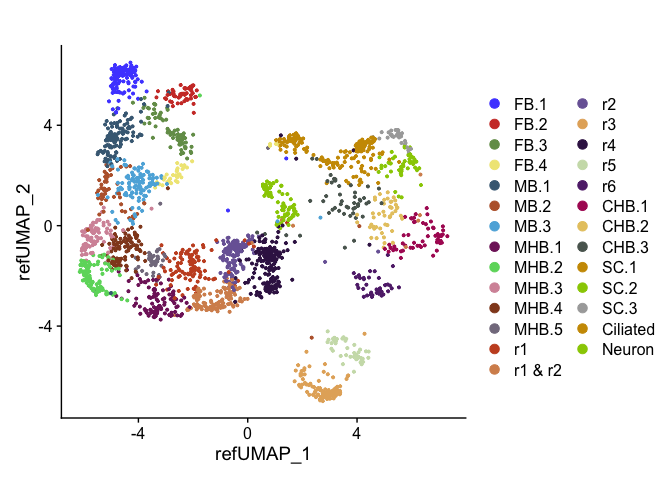 4
0
-4
refUMAP_2
-4
0
4
refUMAP_1
FB.1
FB.2
FB.3
FB.4
MB.1
MB.2
MB.3
MHB.1
MHB.2
MHB.3
MHB.4
MHB.5
r1
r1 & r2
r2
r3
r4
r5
r6
CHB.1
CHB.2
CHB.3
SC.1
SC.2
SC.3
Ciliated
Neuron